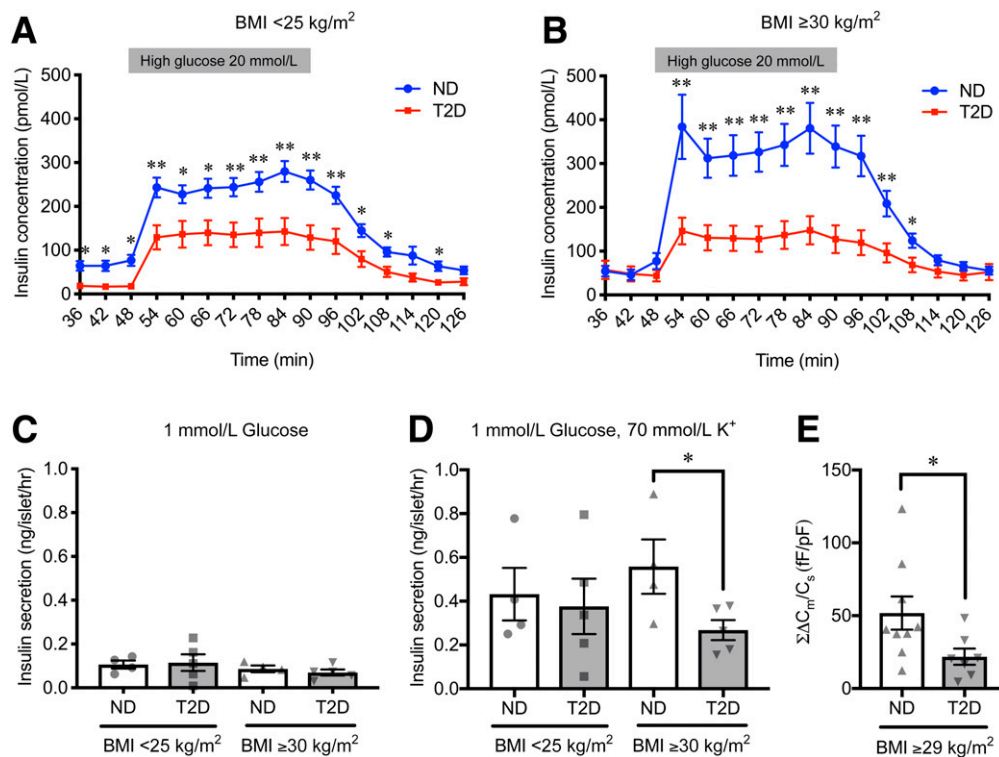 A
BMI <25 kg/m²
High glucose 20 mmol/L
ND
T2D
Insulin concentration (pmol/L)
500
400
300
200
100
0
* * * ** * * ** ** ** ** ** * * *
36 42 48 54 60 66 72 78 84 90 96 102 108 114 120 126
Time (min)
B
BMI ≥30 kg/m²
High glucose 20 mmol/L
ND
T2D
Insulin concentration (pmol/L)
500
400
300
200
100
0
** ** ** ** ** ** ** ** ** *
36 42 48 54 60 66 72 78 84 90 96 102 108 114 120 126
Time (min)
C
1 mmol/L Glucose
Insulin secretion (ng/islet/hr)
1.0
0.8
0.6
0.4
0.2
0.0
ND T2D ND T2D
BMI <25 kg/m² BMI ≥30 kg/m²
D
1 mmol/L Glucose, 70 mmol/L K⁺
Insulin secretion (ng/islet/hr)
1.0
0.8
0.6
0.4
0.2
0.0
*
ND T2D ND T2D
BMI <25 kg/m² BMI ≥30 kg/m²
E
ΣΔCm/Cs (fF/pF)
150
100
50
0
*
ND T2D
BMI ≥29 kg/m²